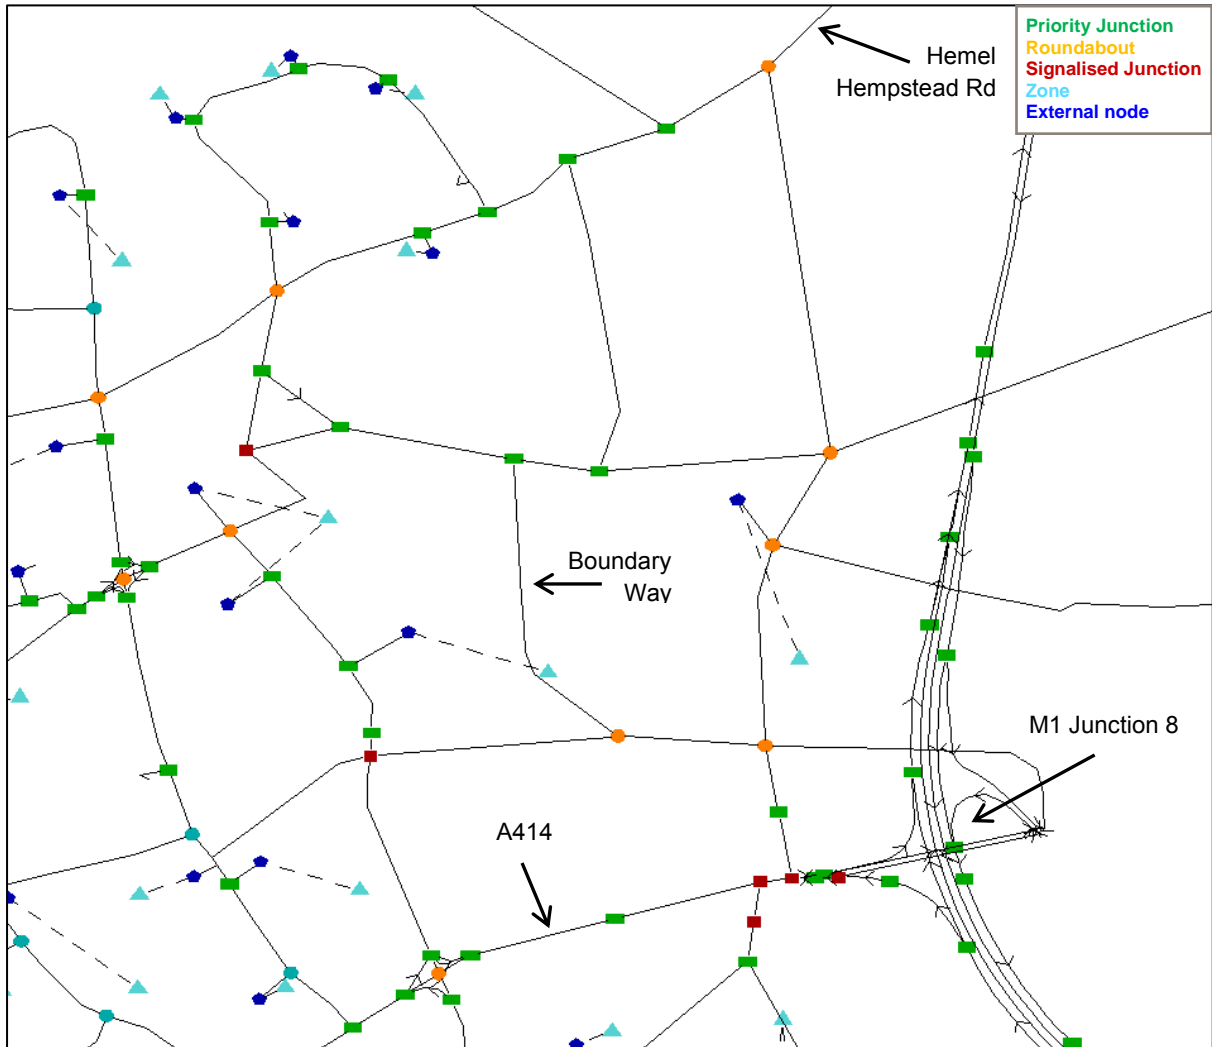 Hemel
Hempstead Rd
Priority Junction
Roundabout
Signalised Junction
Zone
External node
Boundary
Way
M1 Junction 8
A414